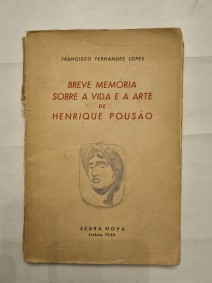 FRANCISCO FERNANDES LOPES
BREVE MEMÓRIA
SOBRE A VIDA E A ARTE
DE
HENRIQUE POUSÃO
SEARA NOVA
Lisboa, 1946